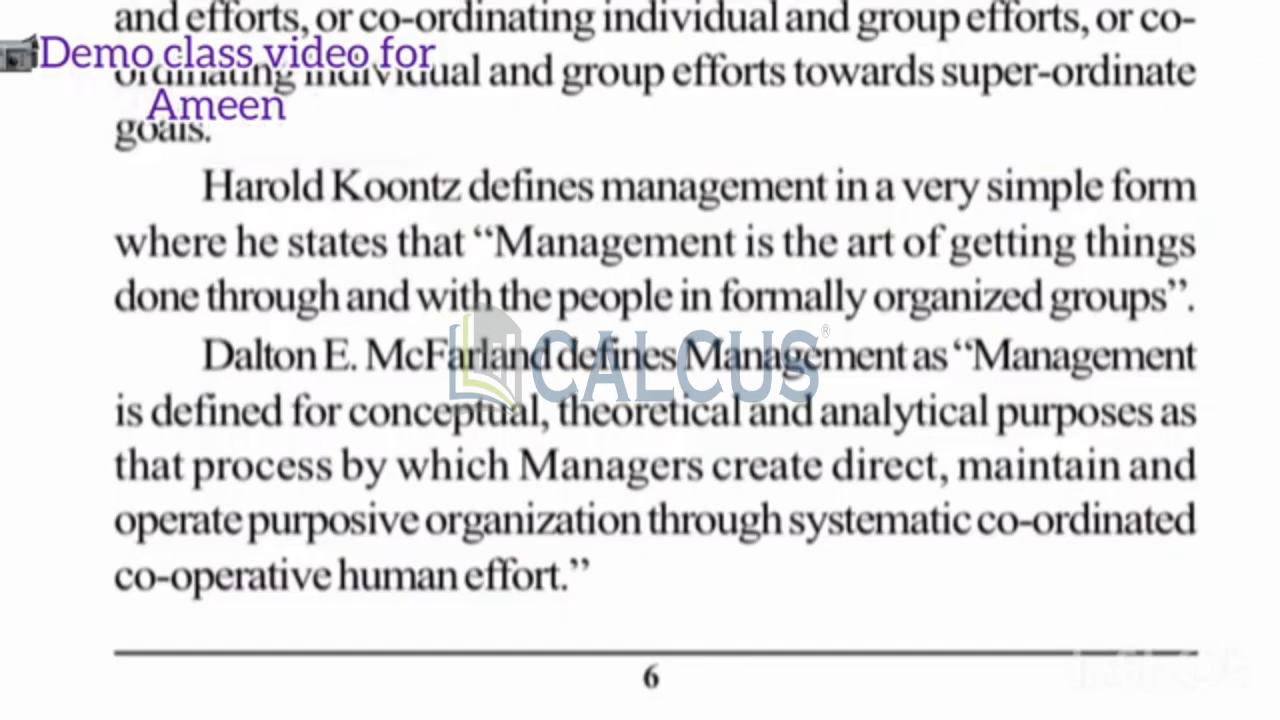 and efforts, or co-ordinating individual and group efforts, or co-
Demo class video for
ordinating individual and group efforts towards super-ordinate
Ameen
goals.
Harold Koontz defines management in a very simple form
where he states that “Management is the art of getting things
done through and with the people in formally organized groups”.
CALCUS®
Dalton E. McFarland defines Management as “Management
is defined for conceptual, theoretical and analytical purposes as
that process by which Managers create direct, maintain and
operate purposive organization through systematic co-ordinated
co-operative human effort.”
6